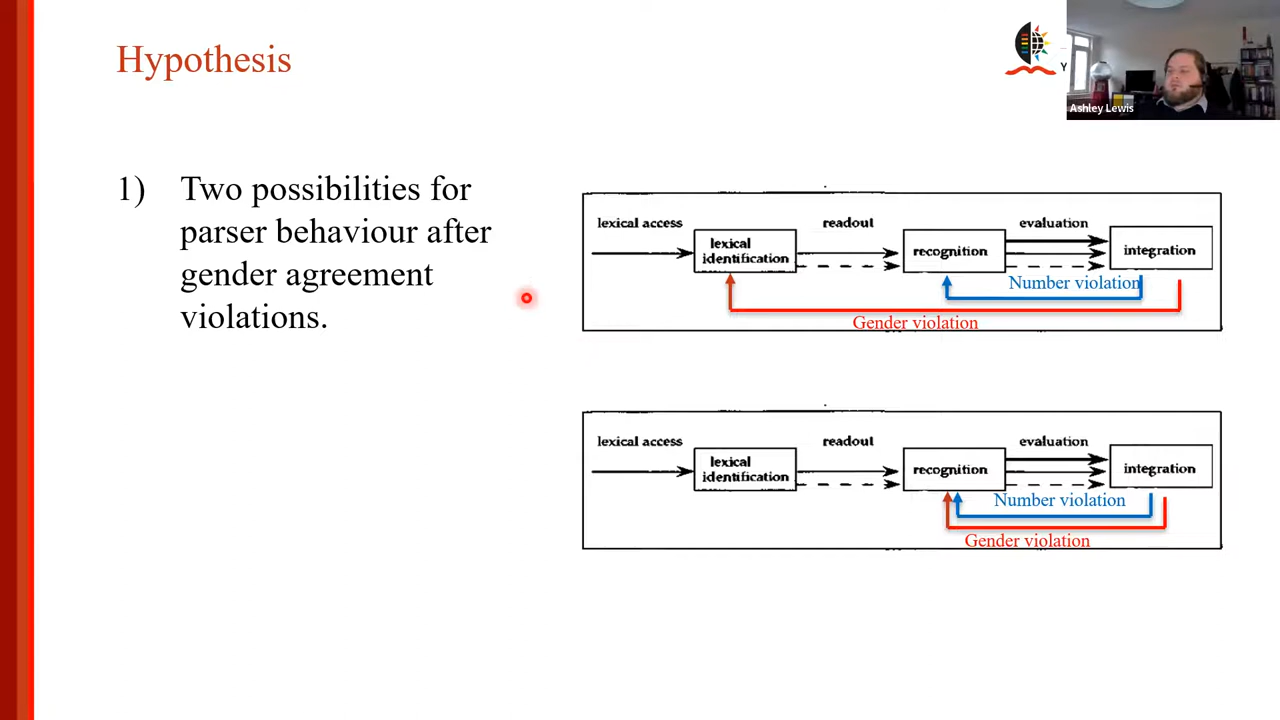 Hypothesis
Y
Ashley Lewis
1) Two possibilities for
parser behaviour after
gender agreement
violations.
lexical access
readout
evaluation
lexical
identification
recognition
integration
Number violation
Gender violation
lexical access
readout
evaluation
lexical
identification
recognition
integration
Number violation
Gender violation